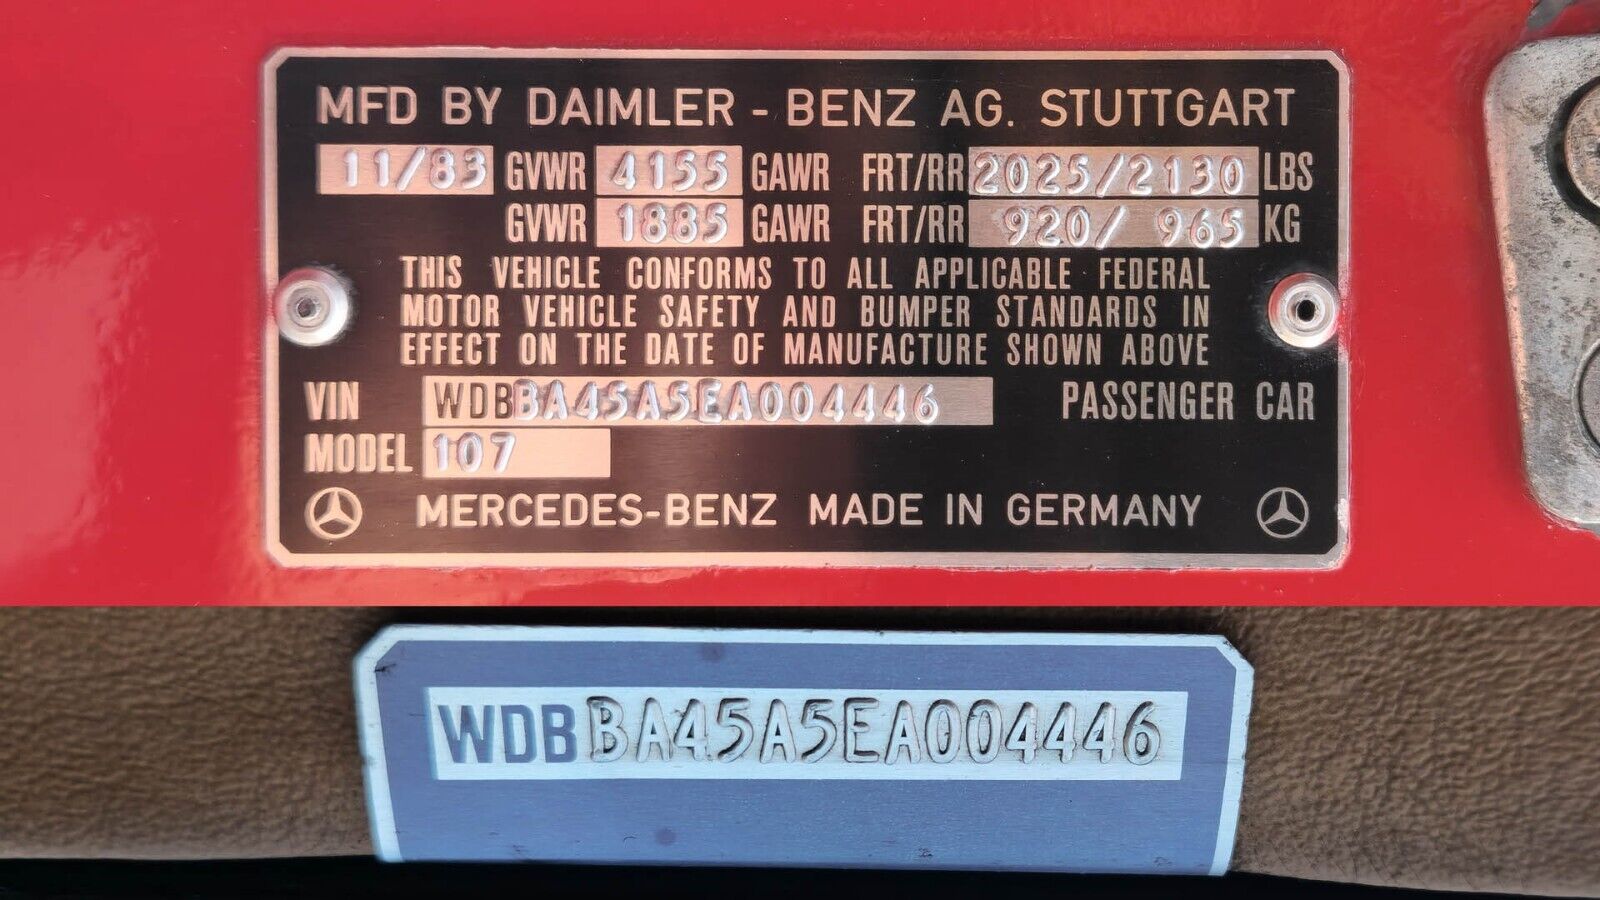 MFD BY DAIMLER - BENZ AG. STUTTGART
11/83 GVWR 4155 GAWR FRT/RR 2025/2130 LBS
GVWR 1885 GAWR FRT/RR 920/ 965 KG
THIS VEHICLE CONFORMS TO ALL APPLICABLE FEDERAL
MOTOR VEHICLE SAFETY AND BUMPER STANDARDS IN
EFFECT ON THE DATE OF MANUFACTURE SHOWN ABOVE
VIN WDBBA45A5EA004446 PASSENGER CAR
MODEL 107
MERCEDES-BENZ MADE IN GERMANY
WDBBA45A5EA004446